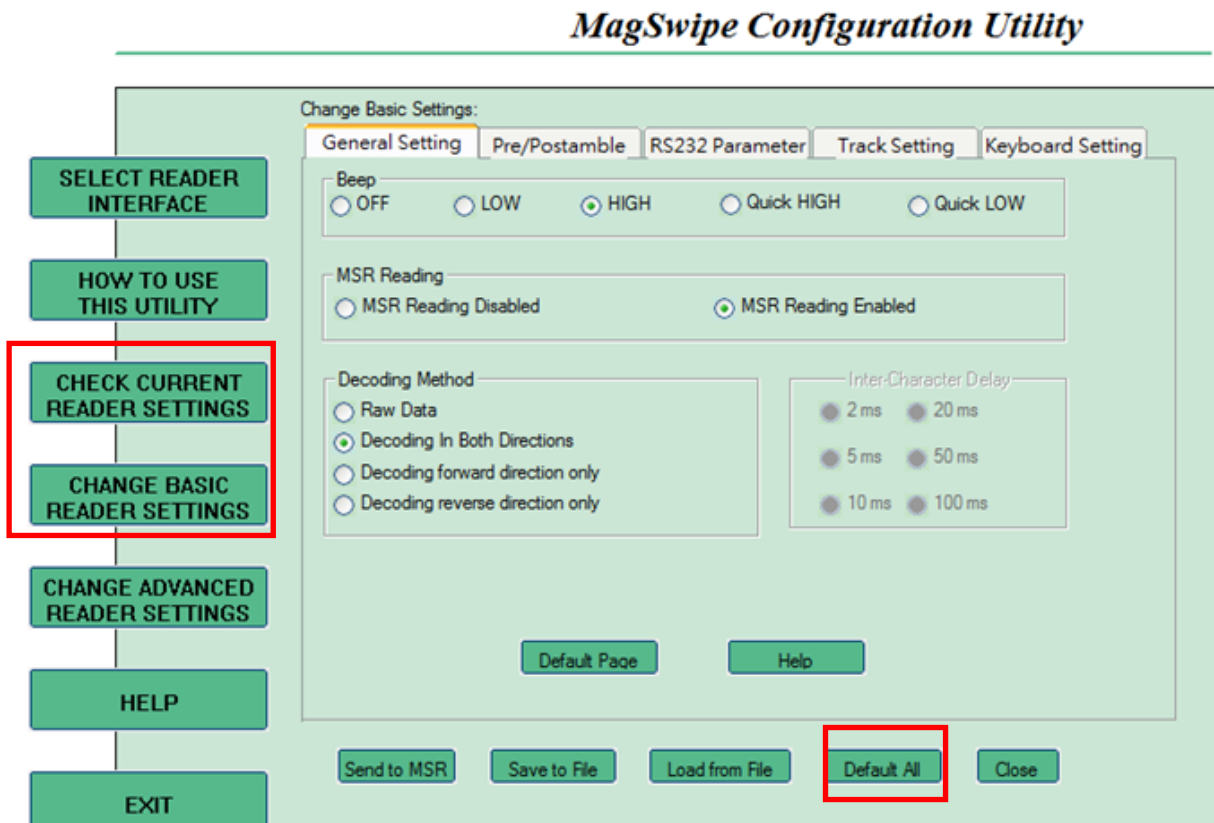 MagSwipe Configuration Utility
Change Basic Settings:
General Setting Pre/Postamble RS232 Parameter Track Setting Keyboard Setting
SELECT READER
INTERFACE
HOW TO USE
THIS UTILITY
CHECK CURRENT
READER SETTINGS
CHANGE BASIC
READER SETTINGS
CHANGE ADVANCED
READER SETTINGS
HELP
EXIT
Beep
OFF LOW HIGH Quick HIGH Quick LOW
MSR Reading
MSR Reading Disabled MSR Reading Enabled
Decoding Method
Raw Data
Decoding In Both Directions
Decoding forward direction only
Decoding reverse direction only
Inter-Character Delay
2 ms 20 ms
5 ms 50 ms
10 ms 100 ms
Default Page Help
Send to MSR Save to File Load from File Default All Close